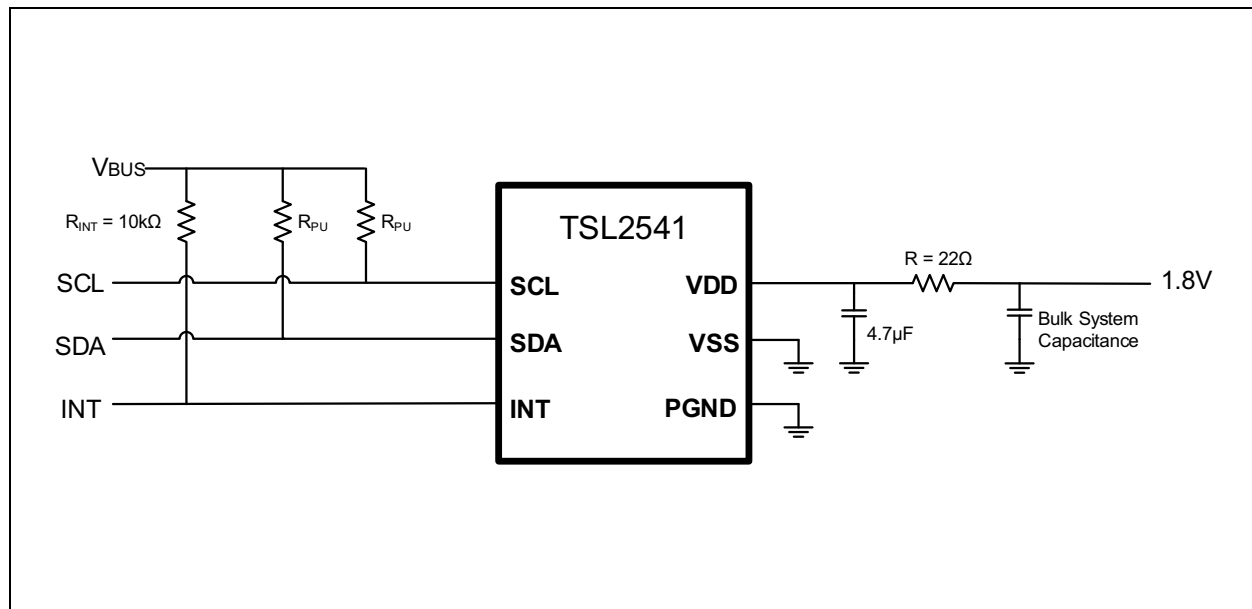 VBUS
RINT = 10kΩ
RPU
RPU
TSL2541
R = 22Ω
SCL
SCL
VDD
1.8V
4.7µF
Bulk System
Capacitance
SDA
SDA
VSS
INT
INT
PGND